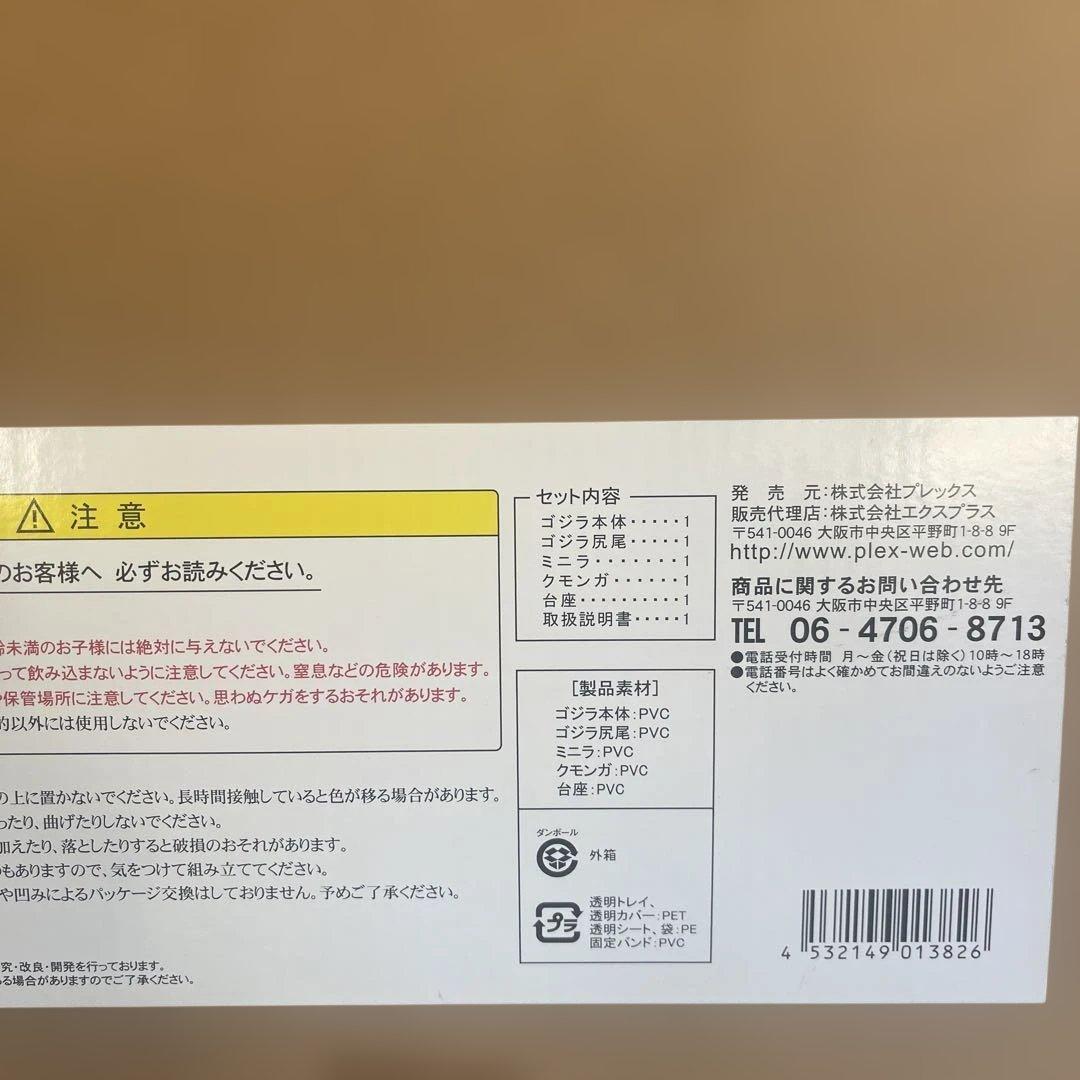 注意
のお客様へ 必ずお読みください。
未満のお子様には絶対に与えないでください。
って飲み込まないように注意してください。窒息などの危険があります。
保管場所に注意してください。思わぬケガをするおそれがあります。
的以外には使用しないでください。
の上に置かないでください。長時間接触していると色が移る場合があります。
ったり、曲げたりしないでください。
加えたり、落としたりすると破損のおそれがあります。
もありますので、気をつけて組み立ててください。
や凹みによるパッケージ交換はしておりません。予めご了承ください。
究・改良・開発を行っております。
る場合がありますのでご了承ください。
セット内容
ゴジラ本体・・・・・1
ゴジラ尻尾・・・・・1
ミニラ・・・・・・・・1
クモンガ・・・・・・1
台座・・・・・・・・・・1
取扱説明書・・・・・1
[製品素材]
ゴジラ本体:PVC
ゴジラ尻尾:PVC
ミニラ:PVC
クモンガ:PVC
台座:PVC
ダンボール
外箱
プラ
透明トレイ、
透明カバー:PET
透明シート、袋:PE
固定バンド:PVC
発売元:株式会社プレックス
販売代理店:株式会社エクスプラス
〒541-0046 大阪市中央区平野町1-8-8 9F
http://www.plex-web.com/
商品に関するお問い合わせ先
〒541-0046 大阪市中央区平野町1-8-8 9F
TEL 06-4706-8713
●電話受付時間 月〜金(祝日は除く)10時〜18時
●電話番号はよく確かめてお間違えのないようご注意
ください。
4 532149 013826